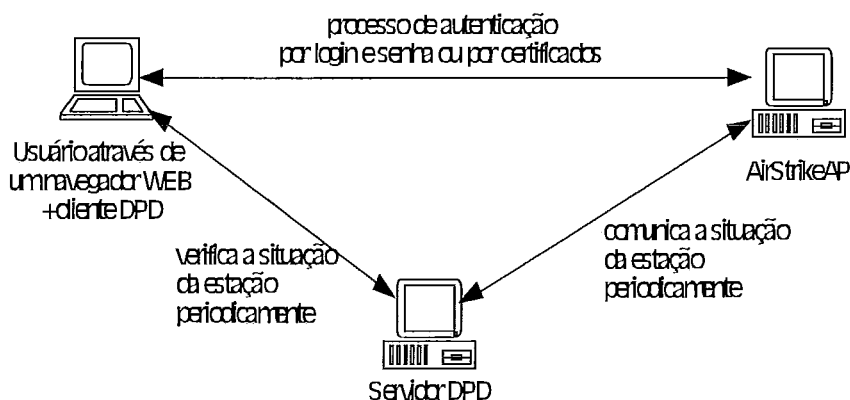 processo de autenticação
por login e senha ou por certificados
Usuário através de
um navegador WEB
+cliente DPD
AirStrikeAP
verifica a situação
da estação
periodicamente
comunica a situação
da estação
periodicamente
Servidor DPD